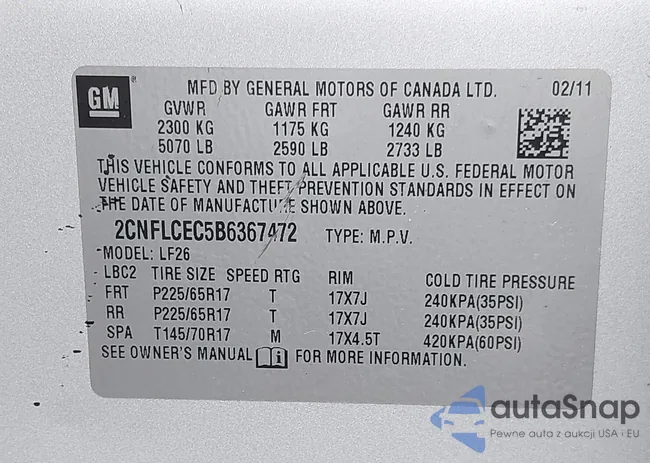 GM
MFD BY GENERAL MOTORS OF CANADA LTD. 02/11
GVWR GAWR FRT GAWR RR
2300 KG 1175 KG 1240 KG
5070 LB 2590 LB 2733 LB
THIS VEHICLE CONFORMS TO ALL APPLICABLE U.S. FEDERAL MOTOR
VEHICLE SAFETY AND THEFT PREVENTION STANDARDS IN EFFECT ON
THE DATE OF MANUFACTURE SHOWN ABOVE.
2CNFLCEC5B6367472 TYPE: M.P.V.
MODEL: LF26
LBC2 TIRE SIZE SPEED RTG RIM COLD TIRE PRESSURE
FRT P225/65R17 T 17X7J 240KPA(35PSI)
RR P225/65R17 T 17X7J 240KPA(35PSI)
SPA T145/70R17 M 17X4.5T 420KPA(60PSI)
SEE OWNER'S MANUAL FOR MORE INFORMATION.
autaSnap
Pewne auta z aukcji USA i EU